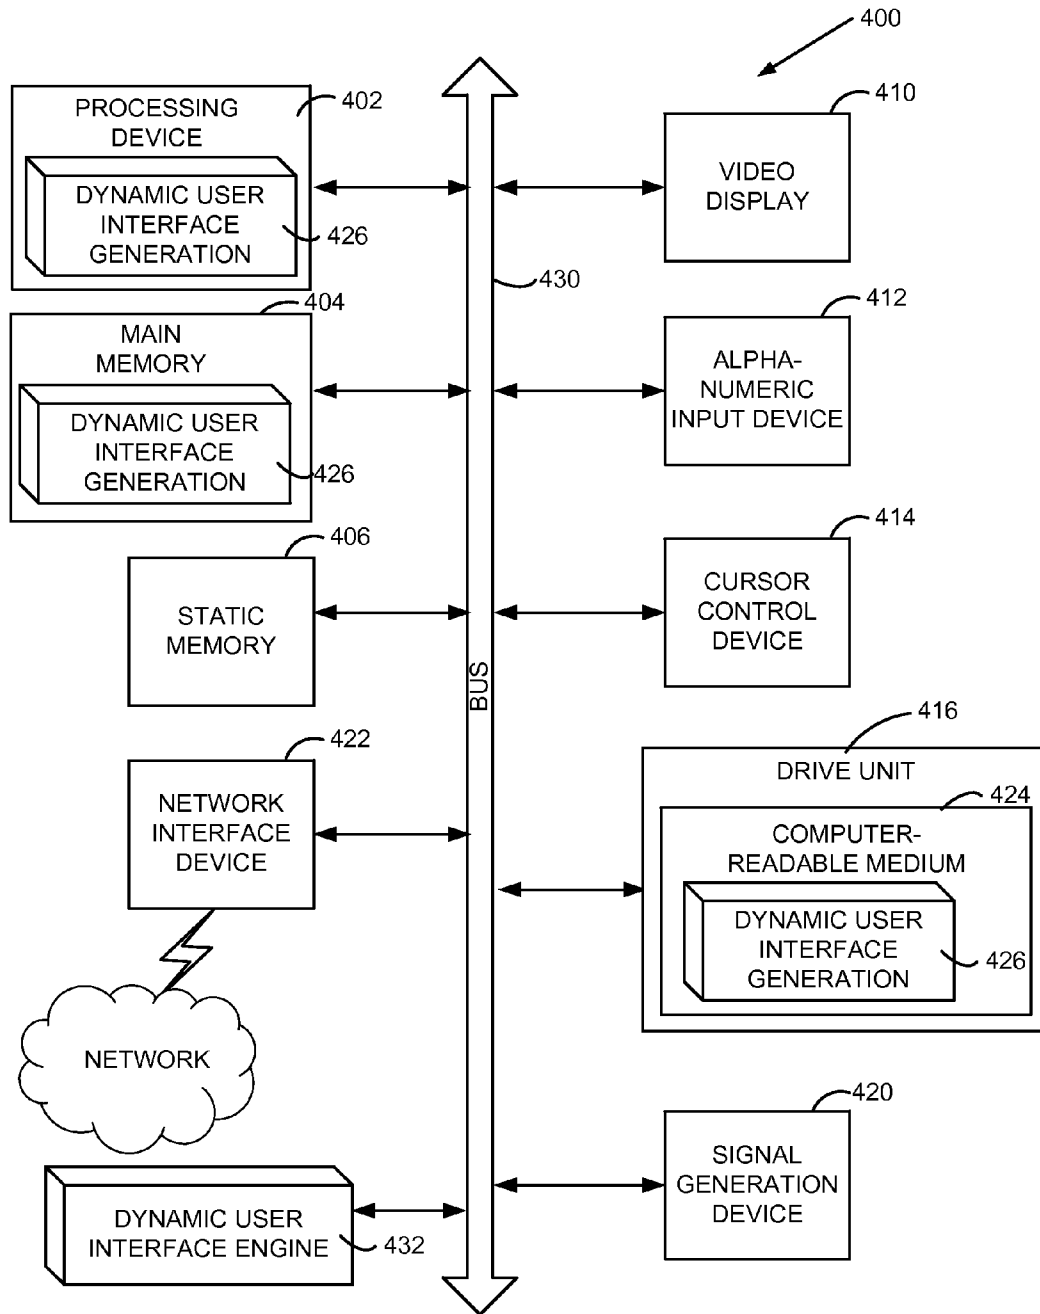 400
PROCESSING
DEVICE
402
DYNAMIC USER
INTERFACE
GENERATION
426
410
VIDEO
DISPLAY
430
404
MAIN
MEMORY
DYNAMIC USER
INTERFACE
GENERATION
426
412
ALPHA-
NUMERIC
INPUT DEVICE
406
STATIC
MEMORY
414
CURSOR
CONTROL
DEVICE
BUS
422
NETWORK
INTERFACE
DEVICE
416
DRIVE UNIT
424
COMPUTER-
READABLE MEDIUM
DYNAMIC USER
INTERFACE
GENERATION
426
NETWORK
420
SIGNAL
GENERATION
DEVICE
DYNAMIC USER
INTERFACE ENGINE
432